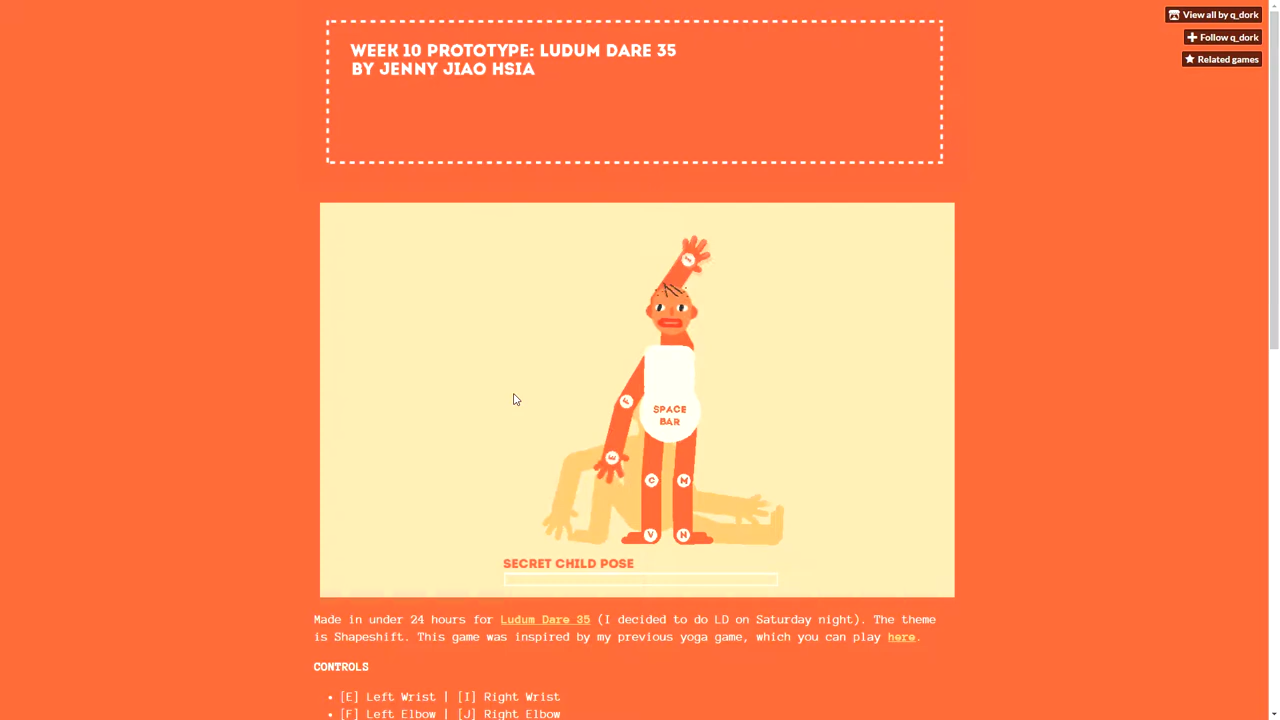 View all by q_dork
Follow q_dork
Related games
WEEK 10 PROTOTYPE: LUDUM DARE 35
BY JENNY JIAO HSIA
I
F
SPACE
BAR
E
C
M
V
N
SECRET CHILD POSE
Made in under 24 hours for Ludum Dare 35 (I decided to do LD on Saturday night). The theme
is Shapeshift. This game was inspired by my previous yoga game, which you can play here.
CONTROLS
• [E] Left Wrist | [I] Right Wrist
• [F] Left Elbow | [J] Right Elbow